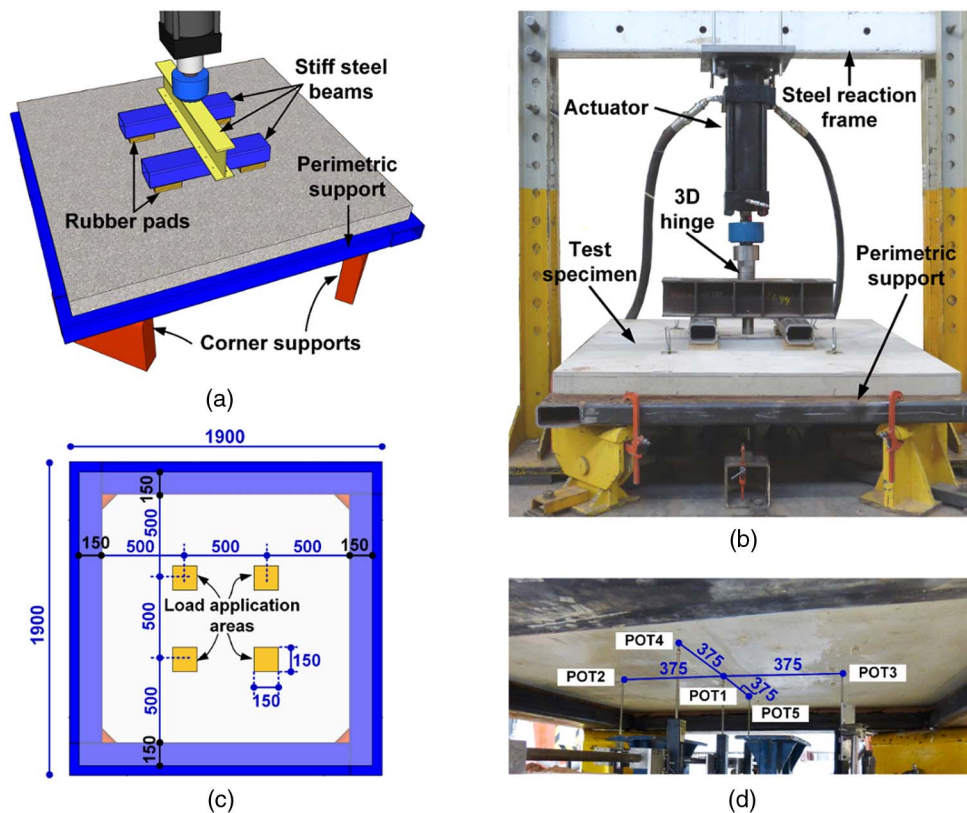 Stiff steel
beams
Perimetric
support
Rubber pads
Corner supports
(a)
Steel reaction
frame
Actuator
3D
hinge
Test
specimen
Perimetric
support
(b)
1900
1900
150
500
150
500
500
500
150
Load application
areas
500
150
150
500
150
(c)
POT4
375
375
POT2
POT3
POT1
375
POT5
(d)